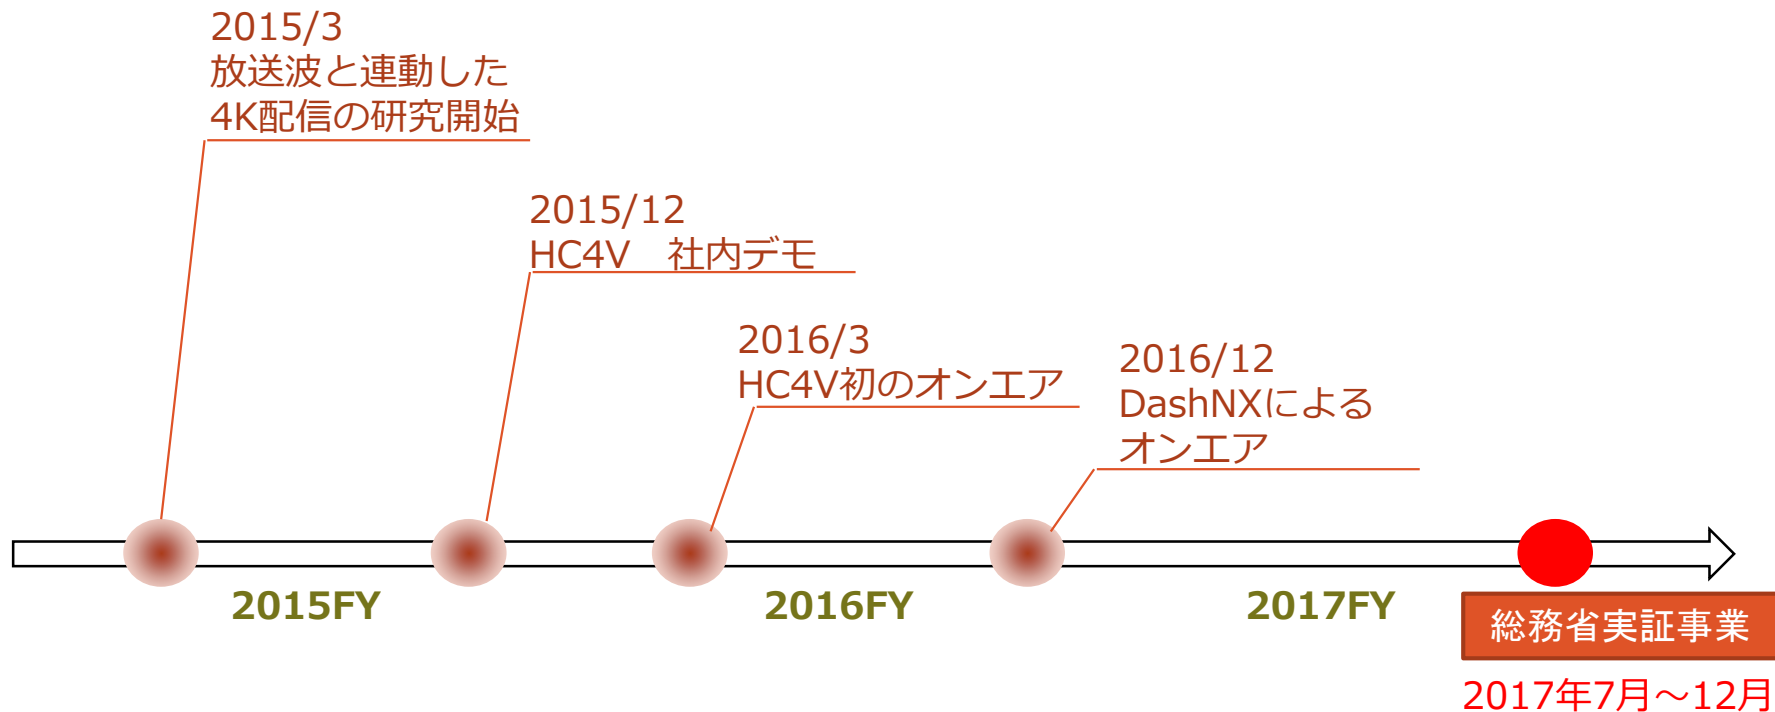 2015/3
放送波と連動した
4K配信の研究開始
2015/12
HC4V　社内デモ
2016/3
HC4V初のオンエア
2016/12
DashNXによる
オンエア
2015FY
2016FY
2017FY
総務省実証事業
2017年7月～12月